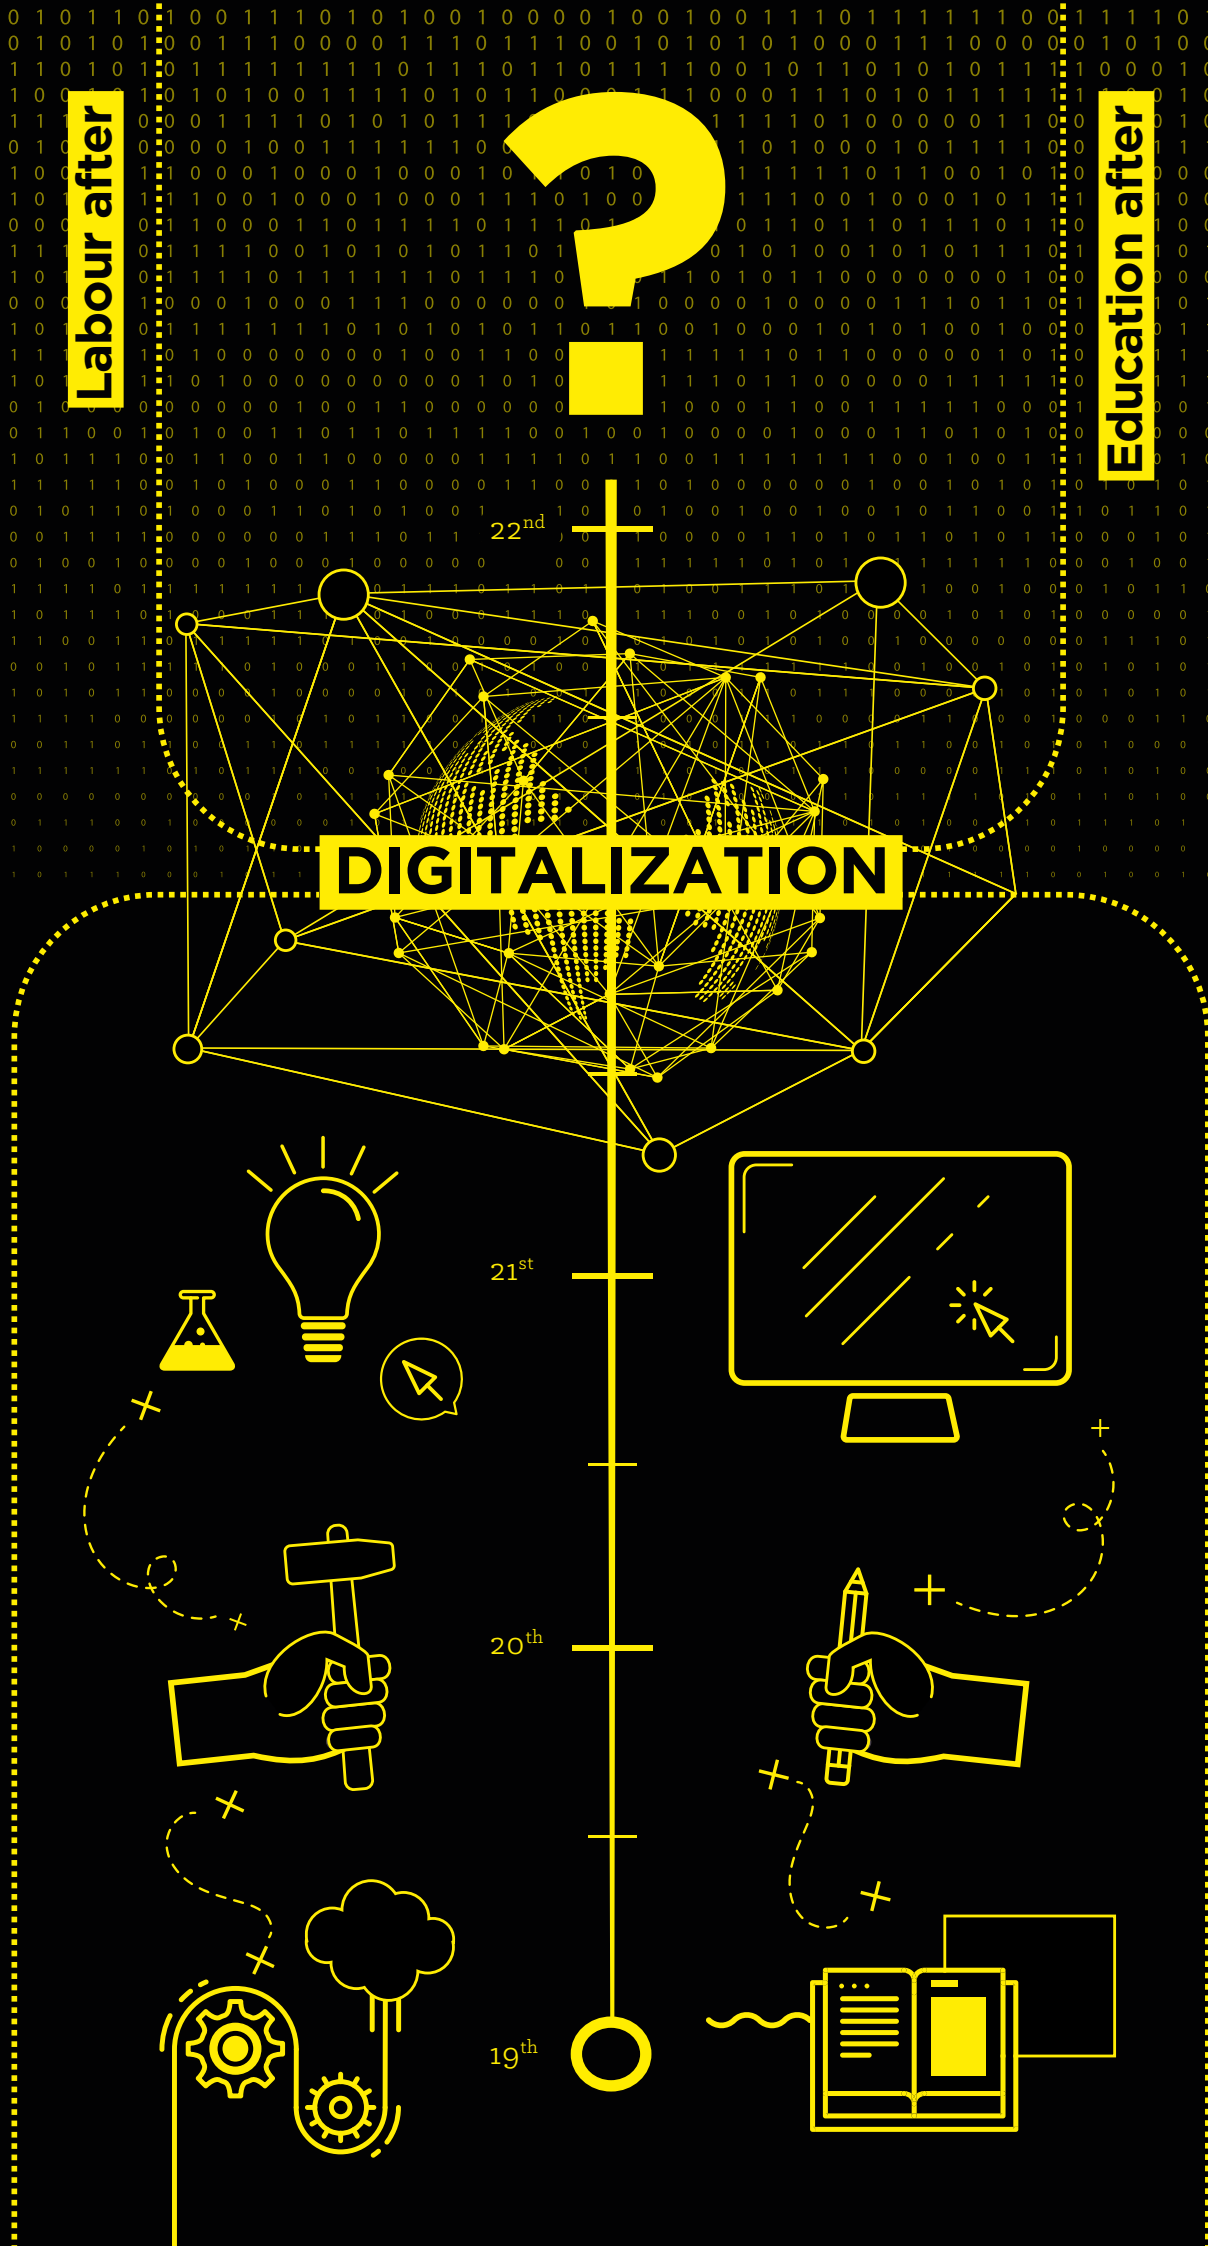 Labour after
Education after
?
22nd
DIGITALIZATION
21st
20th
19th